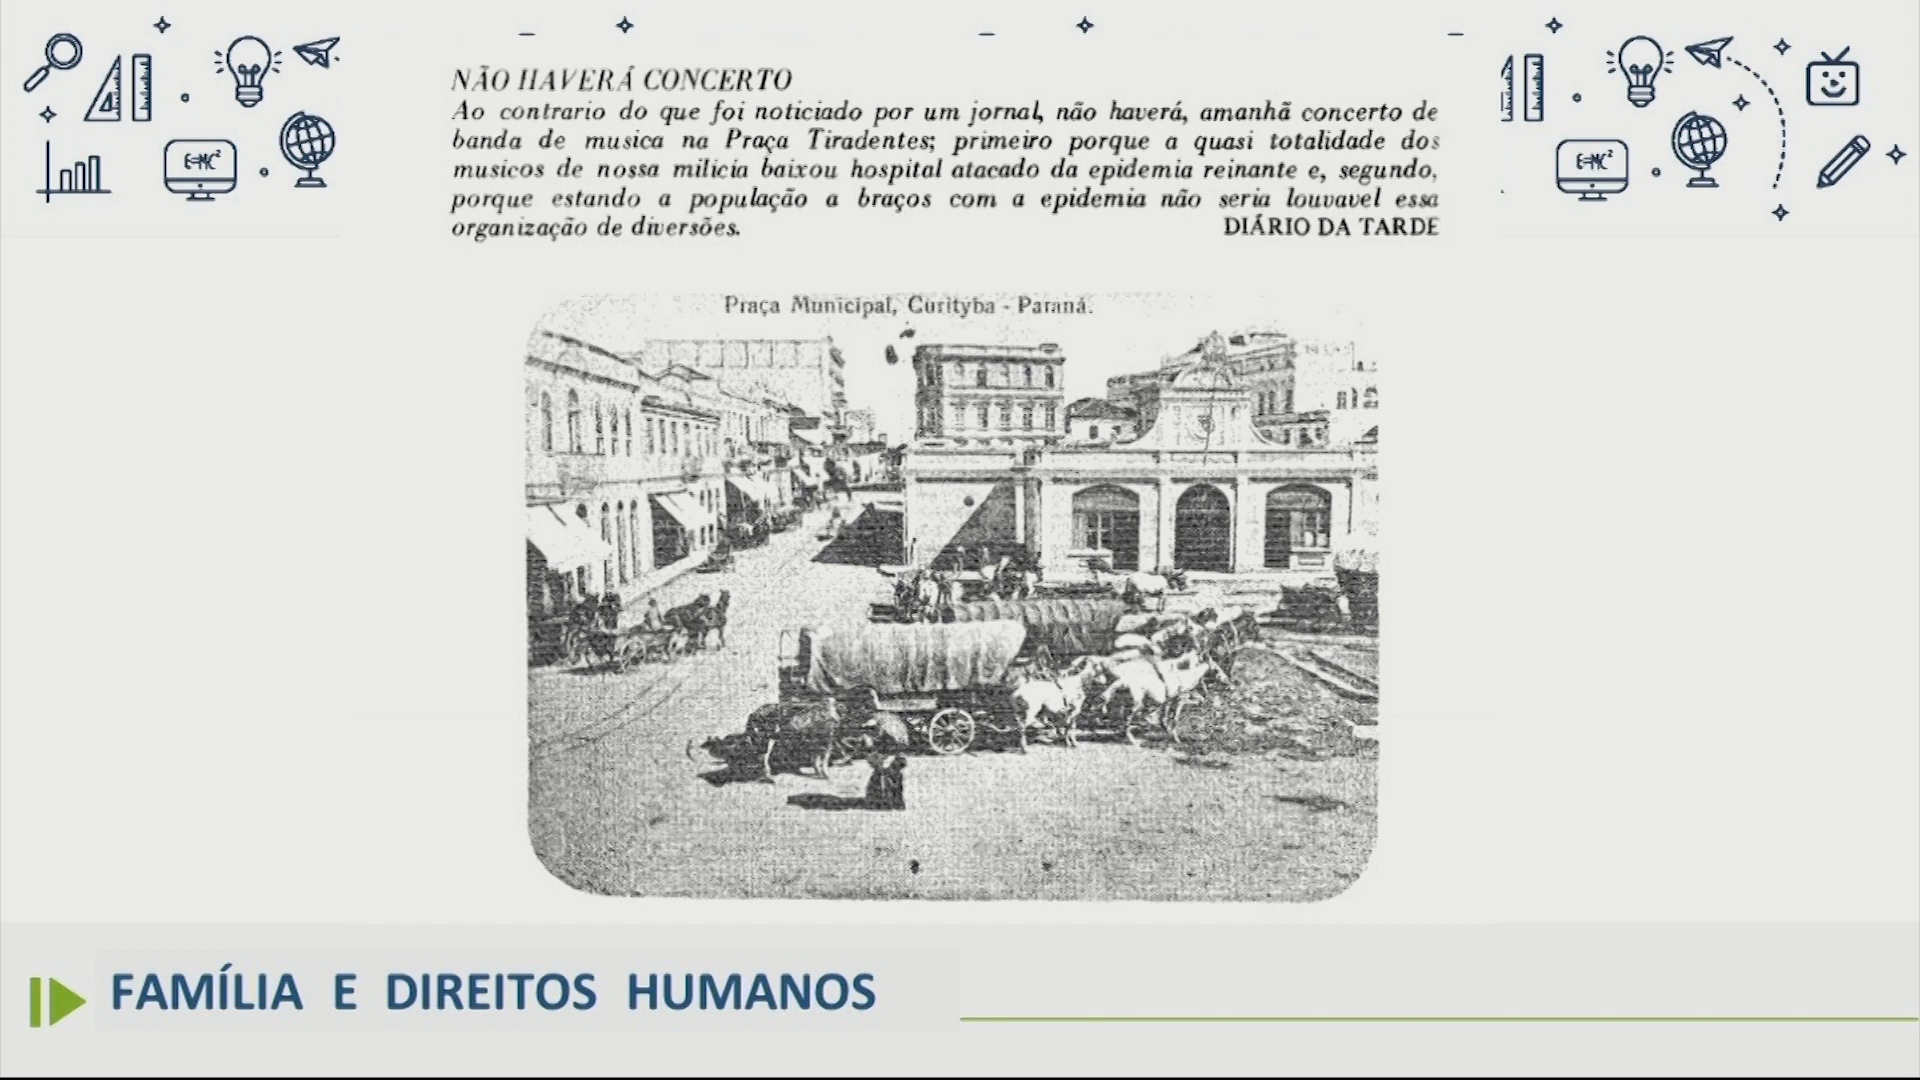 NÃO HAVERÁ CONCERTO
Ao contrario do que foi noticiado por um jornal, não haverá, amanhã concerto de
banda de musica na Praça Tiradentes; primeiro porque a quasi totalidade dos
musicos de nossa milicia baixou hospital atacado da epidemia reinante e, segundo,
porque estando a população a braços com a epidemia não seria louvavel essa
organização de diversões. DIÁRIO DA TARDE
E=MC²
E=MC²
Praça Municipal, Curityba - Paraná.
FAMÍLIA E DIREITOS HUMANOS